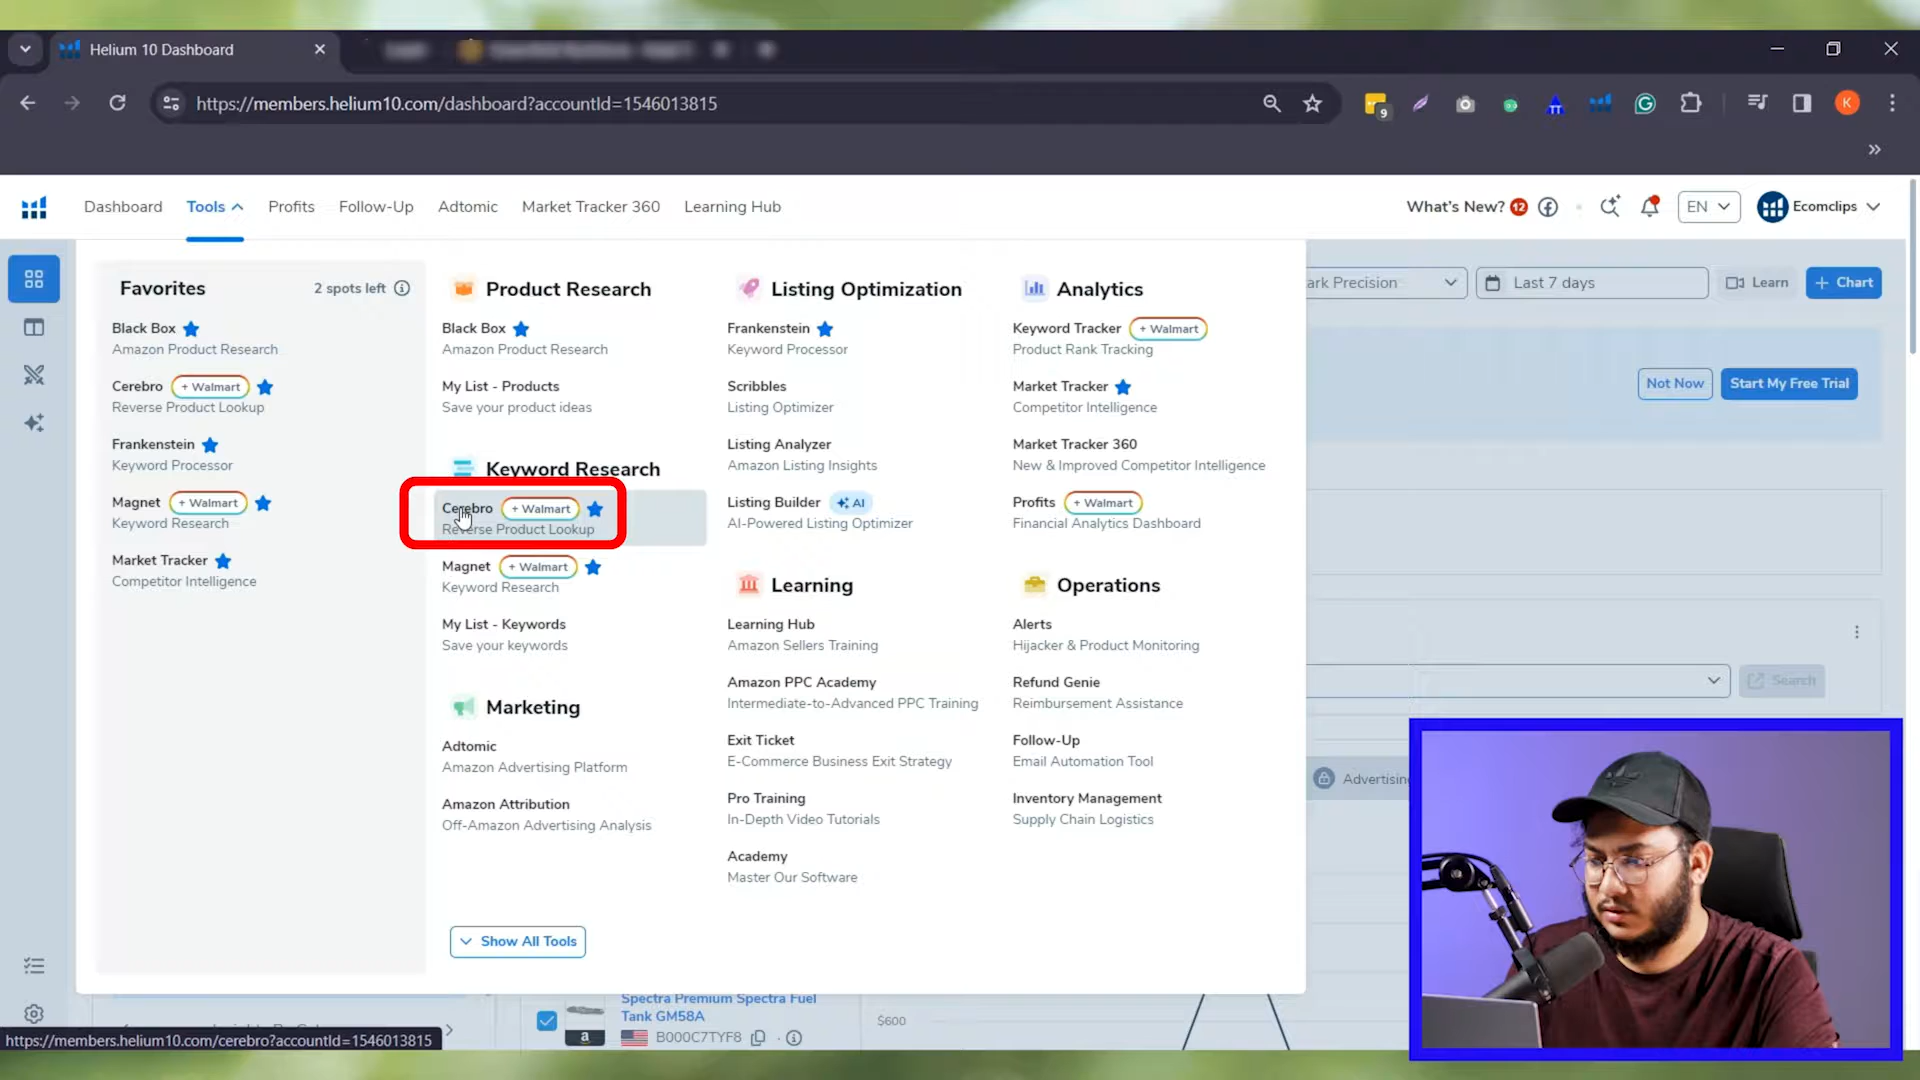 Helium 10 Dashboard
https://members.helium10.com/dashboard?accountId=1546013815
9
K
Dashboard
Tools
Profits
Follow-Up
Adtomic
Market Tracker 360
Learning Hub
What's New? 12
EN
Ecomclips
Favorites
2 spots left
Black Box
Amazon Product Research
Cerebro + Walmart
Reverse Product Lookup
Frankenstein
Keyword Processor
Magnet + Walmart
Keyword Research
Market Tracker
Competitor Intelligence
Product Research
Black Box
Amazon Product Research
My List - Products
Save your product ideas
Keyword Research
Cerebro + Walmart
Reverse Product Lookup
Magnet + Walmart
Keyword Research
My List - Keywords
Save your keywords
Marketing
Adtomic
Amazon Advertising Platform
Amazon Attribution
Off-Amazon Advertising Analysis
Show All Tools
Listing Optimization
Frankenstein
Keyword Processor
Scribbles
Listing Optimizer
Listing Analyzer
Amazon Listing Insights
Listing Builder AI
AI-Powered Listing Optimizer
Learning
Learning Hub
Amazon Sellers Training
Amazon PPC Academy
Intermediate-to-Advanced PPC Training
Exit Ticket
E-Commerce Business Exit Strategy
Pro Training
In-Depth Video Tutorials
Academy
Master Our Software
Analytics
Keyword Tracker + Walmart
Product Rank Tracking
Market Tracker
Competitor Intelligence
Market Tracker 360
New & Improved Competitor Intelligence
Profits + Walmart
Financial Analytics Dashboard
Operations
Alerts
Hijacker & Product Monitoring
Refund Genie
Reimbursement Assistance
Follow-Up
Email Automation Tool
Inventory Management
Supply Chain Logistics
ark Precision
Last 7 days
Learn
+ Chart
Not Now
Start My Free Trial
Search
Advertising
Spectra Premium Spectra Fuel
Tank GM58A
B000C7TYF8
$600
https://members.helium10.com/cerebro?accountId=1546013815